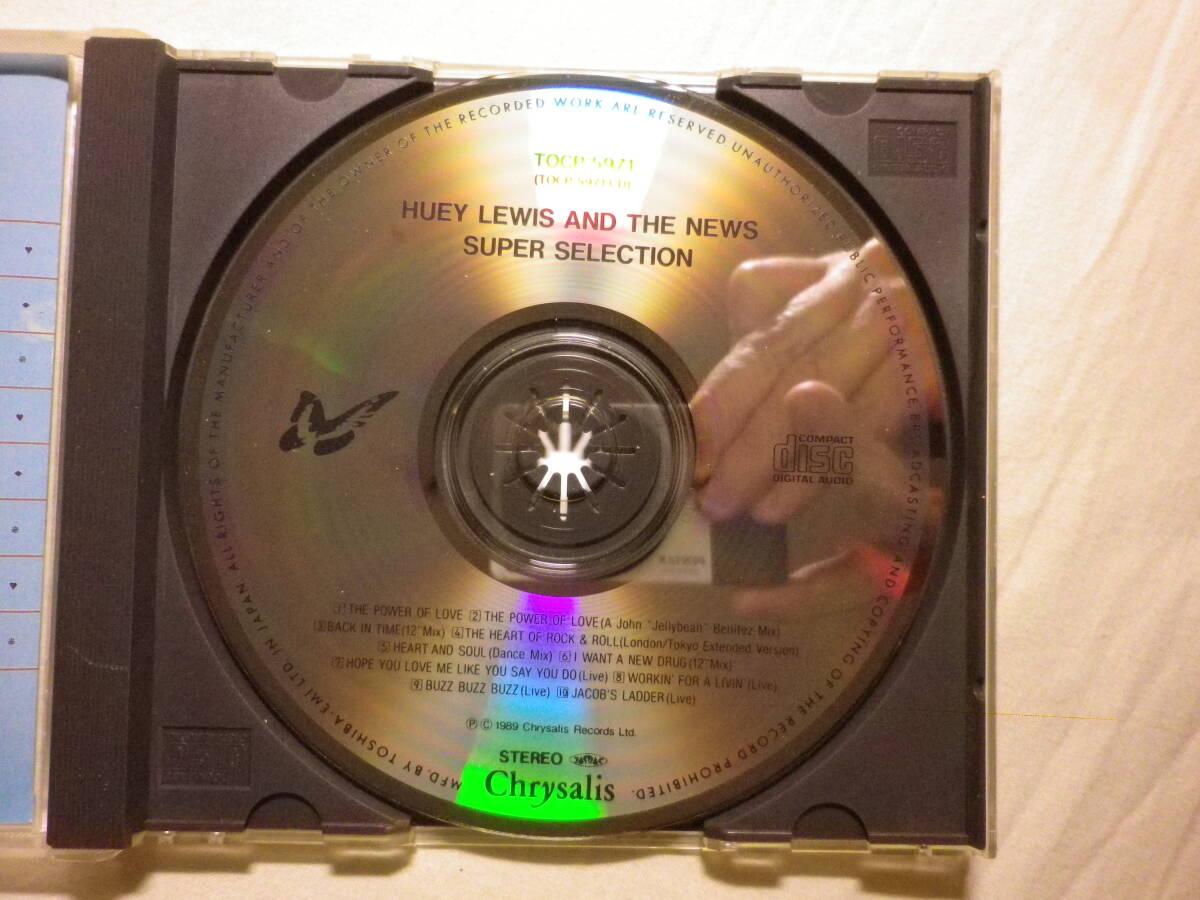 ALL RIGHTS OF THE MANUFACTURER AND OF THE OWNER OF THE RECORDED WORK ARE RESERVED. UNAUTHORIZED PUBLIC PERFORMANCE BROADCASTING AND COPYING OF THE RECORD PROHIBITED.
TOCP-5971
HUEY LEWIS AND THE NEWS
SUPER SELECTION
COMPACT
disc
DIGITAL AUDIO
1 THE POWER OF LOVE 2 THE POWER OF LOVE(A John "Jellybean" Benitez Mix)
3 BACK IN TIME(12"Mix) 4 THE HEART OF ROCK & ROLL(London/Tokyo Extended Version)
5 HEART AND SOUL(Dance Mix) 6 I WANT A NEW DRUG(12"Mix)
7 HOPE YOU LOVE ME LIKE YOU SAY YOU DO(Live) 8 WORKIN' FOR A LIVIN'(Live)
9 BUZZ BUZZ BUZZ(Live) 10 JACOB'S LADDER(Live)
Ⓟ © 1989 Chrysalis Records Ltd.
STEREO
Chrysalis
MFD. BY TOSHIBA-EMI LTD. IN JAPAN